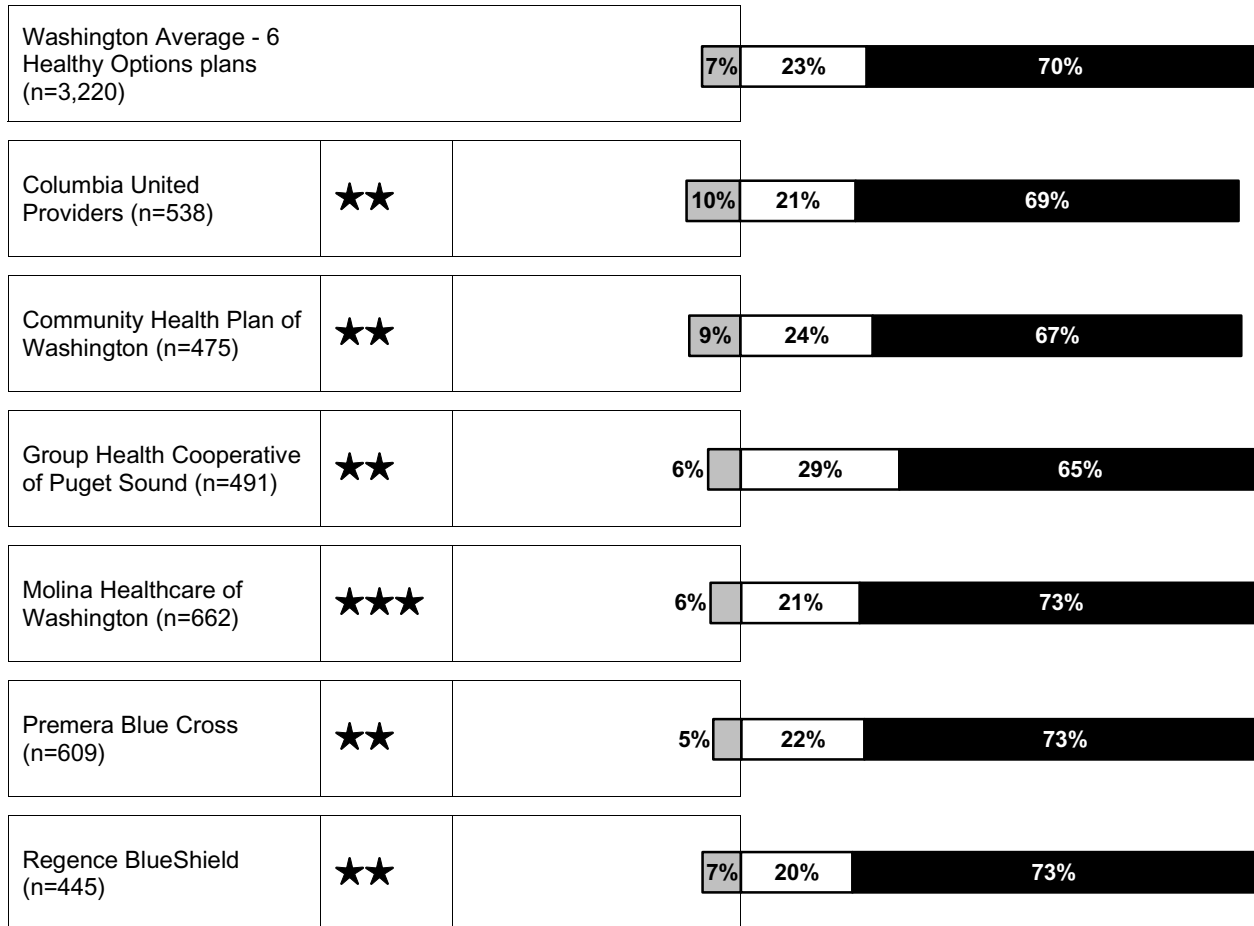 Washington Average - 6
Healthy Options plans
(n=3,220)
7% 23% 70%
Columbia United
Providers (n=538)
★★
10% 21% 69%
Community Health Plan of
Washington (n=475)
★★
9% 24% 67%
Group Health Cooperative
of Puget Sound (n=491)
★★
6% 29% 65%
Molina Healthcare of
Washington (n=662)
★★★
6% 21% 73%
Premera Blue Cross
(n=609)
★★
5% 22% 73%
Regence BlueShield
(n=445)
★★
7% 20% 73%